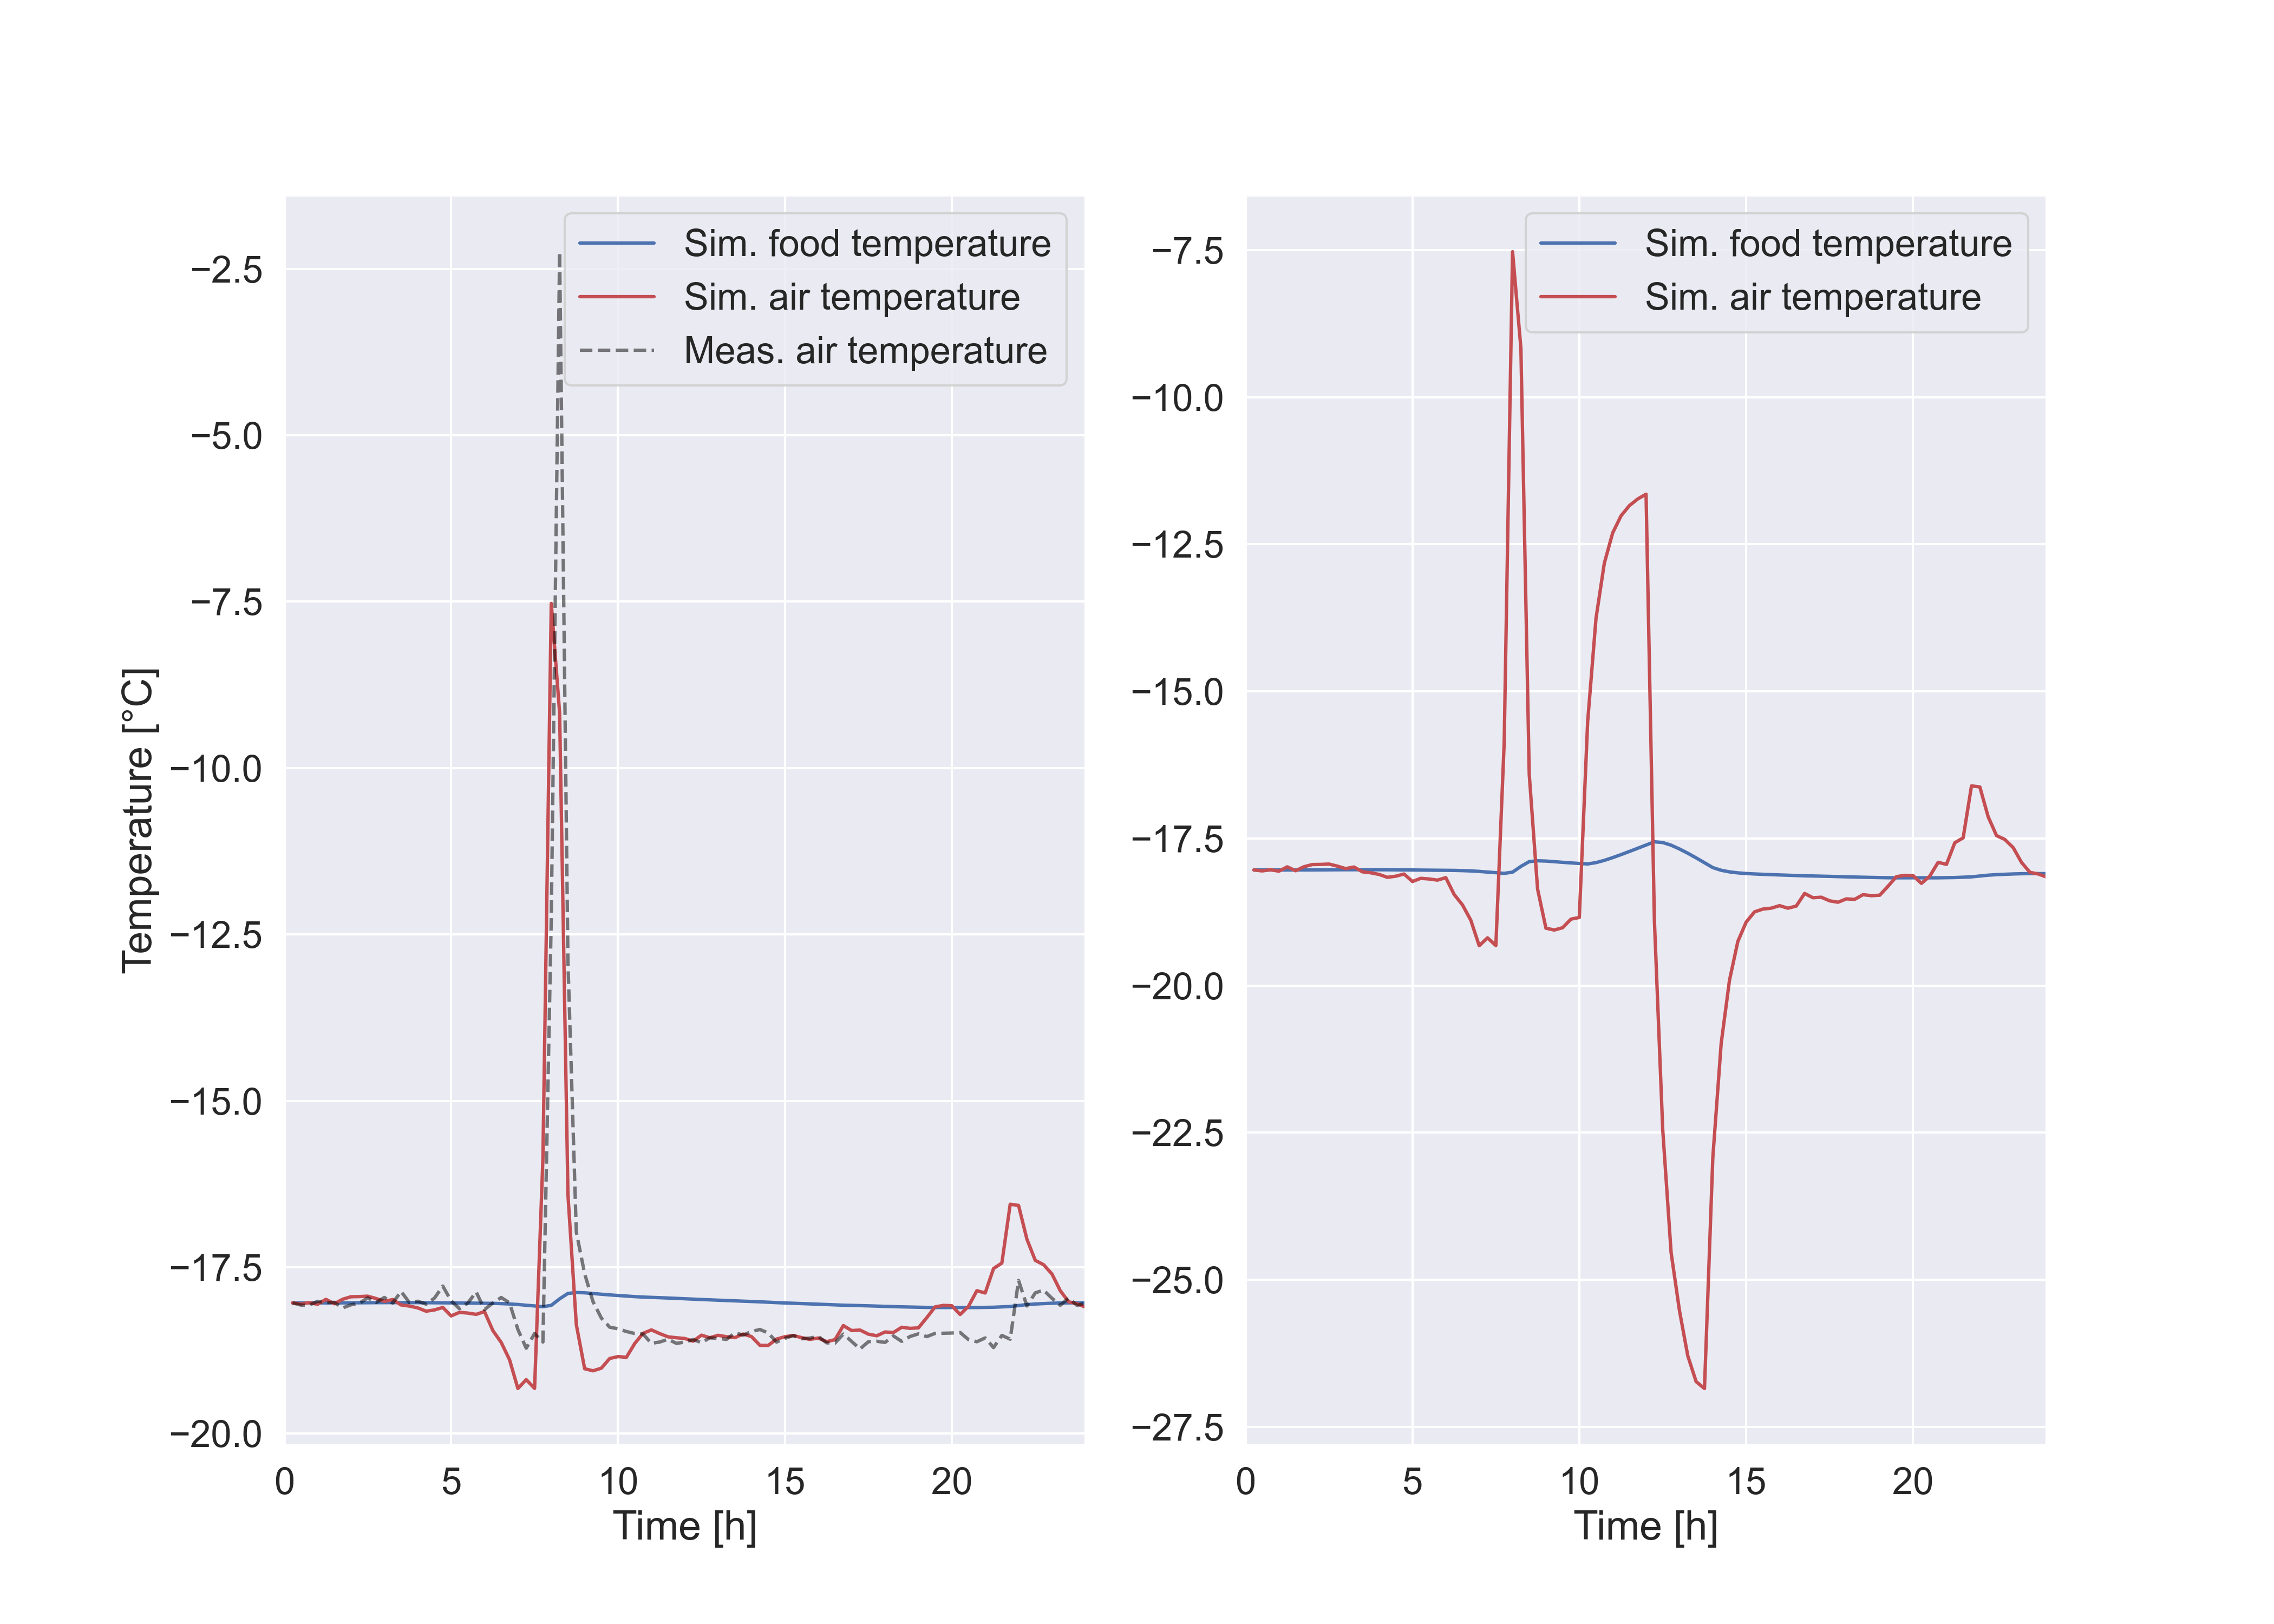 Temperature [°C]
−2.5
−5.0
−7.5
−10.0
−12.5
−15.0
−17.5
−20.0
Sim. food temperature
Sim. air temperature
Meas. air temperature
0 5 10 15 20
Time [h]
−7.5
−10.0
−12.5
−15.0
−17.5
−20.0
−22.5
−25.0
−27.5
Sim. food temperature
Sim. air temperature
0 5 10 15 20
Time [h]